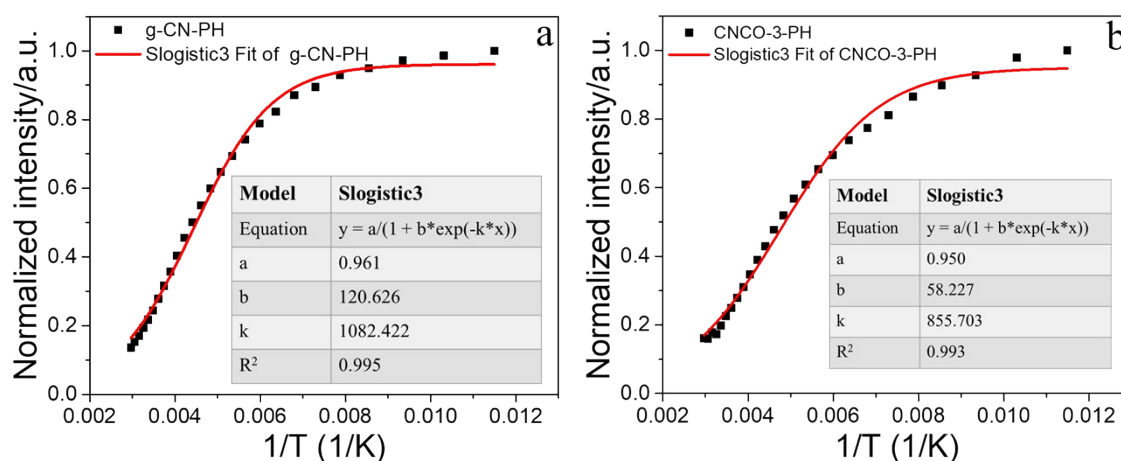 g-CN-PH
Slogistic3 Fit of g-CN-PH
a
Normalized intensity/a.u.
1.0
0.8
0.6
0.4
0.2
0.0
Model Slogistic3
Equation y = a/(1 + b*exp(-k*x))
a 0.961
b 120.626
k 1082.422
R² 0.995
0.002 0.004 0.006 0.008 0.010 0.012
1/T (1/K)
CNCO-3-PH
Slogistic3 Fit of CNCO-3-PH
b
Normalized intensity/a.u.
1.0
0.8
0.6
0.4
0.2
0.0
Model Slogistic3
Equation y = a/(1 + b*exp(-k*x))
a 0.950
b 58.227
k 855.703
R² 0.993
0.002 0.004 0.006 0.008 0.010 0.012
1/T (1/K)